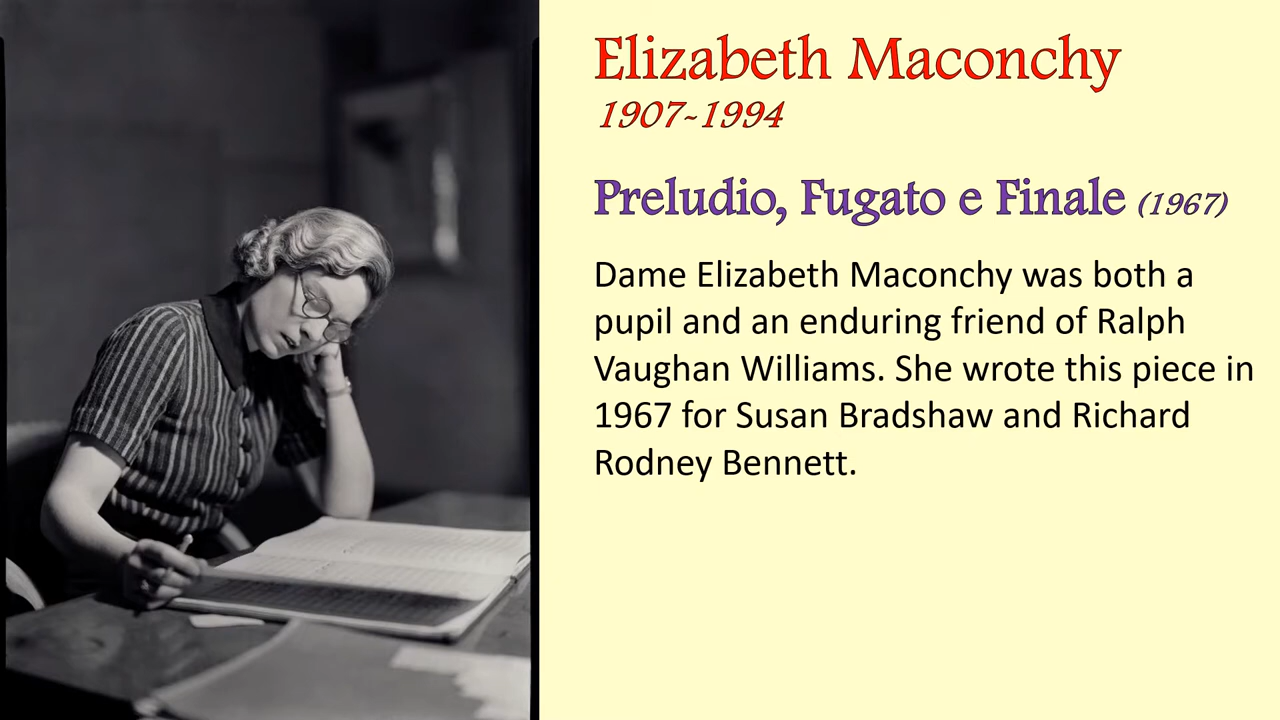 Elizabeth Maconchy
1907-1994
Preludio, Fugato e Finale (1967)
Dame Elizabeth Maconchy was both a
pupil and an enduring friend of Ralph
Vaughan Williams. She wrote this piece in
1967 for Susan Bradshaw and Richard
Rodney Bennett.